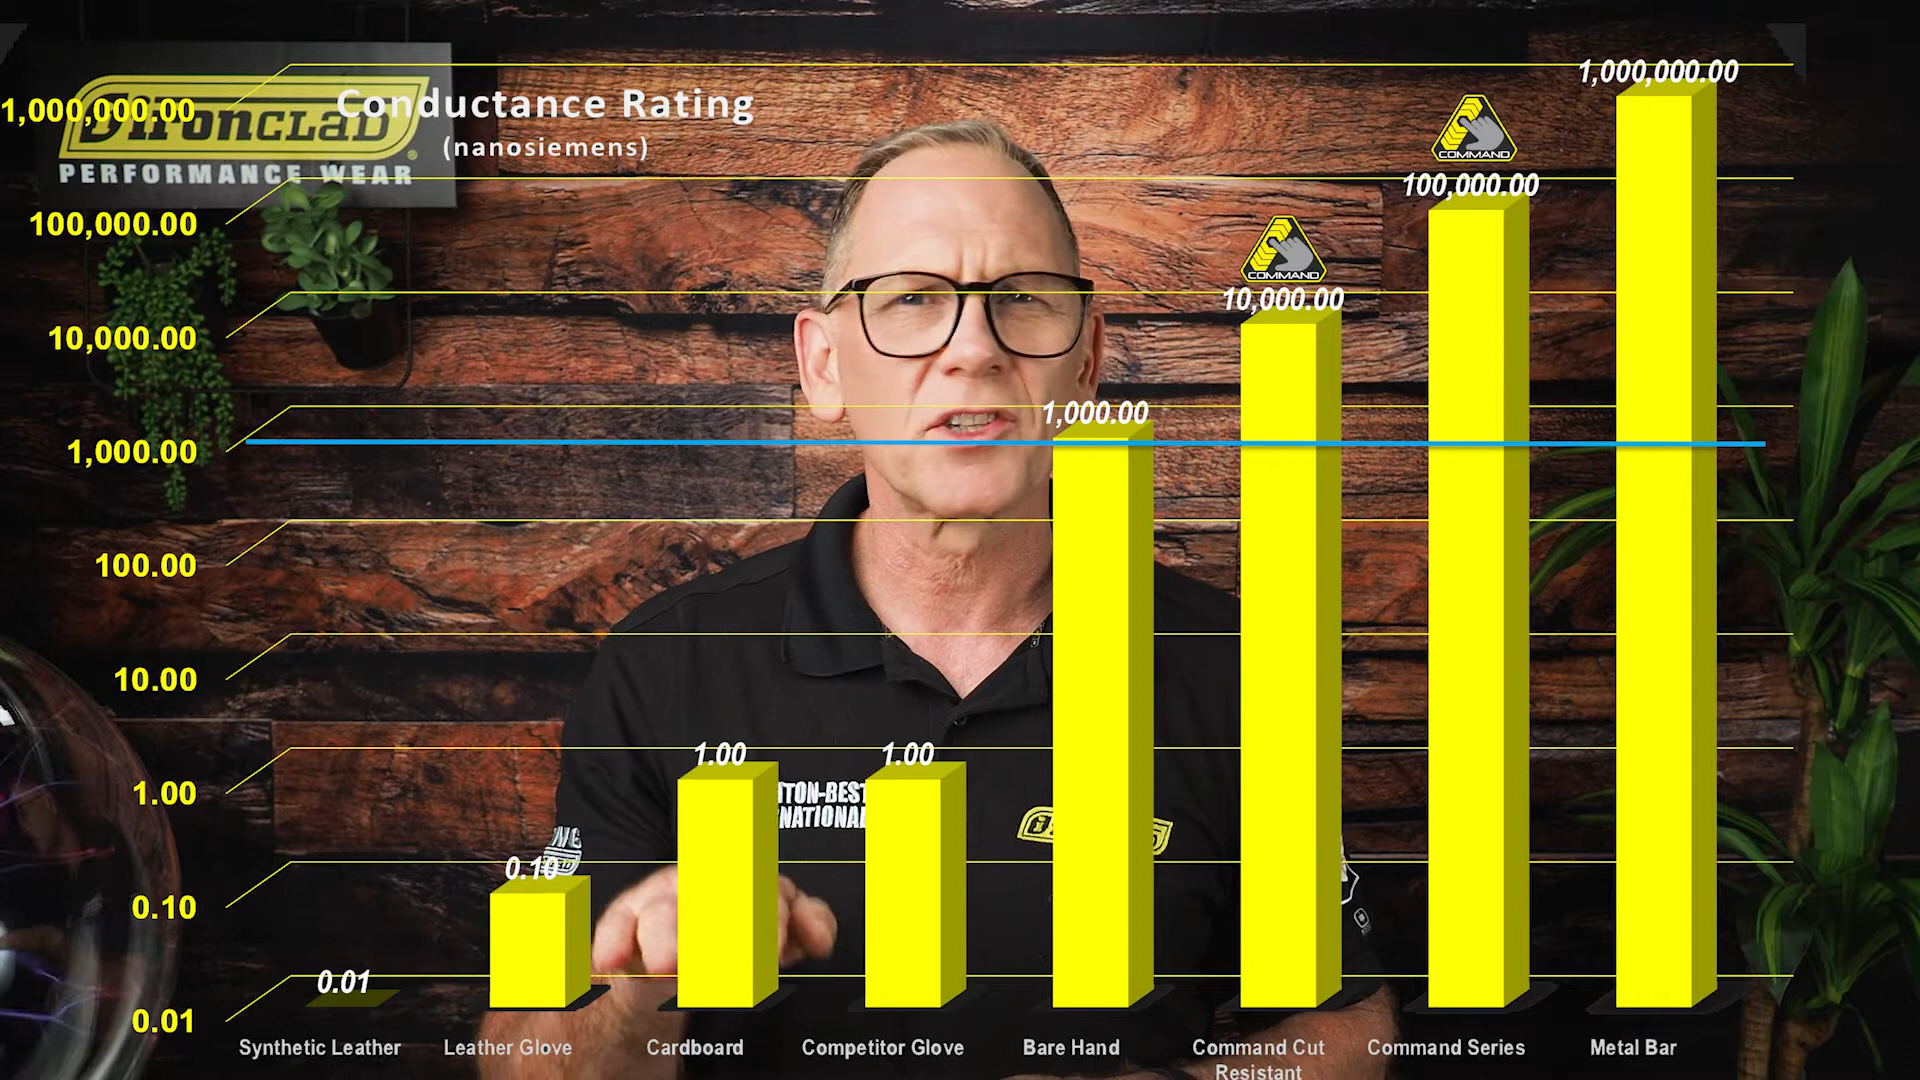 ironclad
®
PERFORMANCE WEAR
Conductance Rating
(nanosiemens)
1,000,000.00
100,000.00
10,000.00
1,000.00
100.00
10.00
1.00
0.10
0.01
0.01
0.10
1.00
1.00
1,000.00
10,000.00
100,000.00
1,000,000.00
COMMAND
COMMAND
Synthetic Leather
Leather Glove
Cardboard
Competitor Glove
Bare Hand
Command Cut
Resistant
Command Series
Metal Bar
TON-BEST
NATIONAL